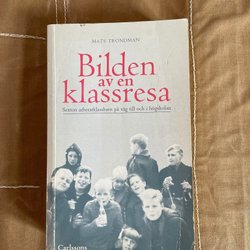 MATS TRONDMAN
Bilden
av en
klassresa
Sexton arbetarklassbarn på väg till och i högskolan
Carlssons